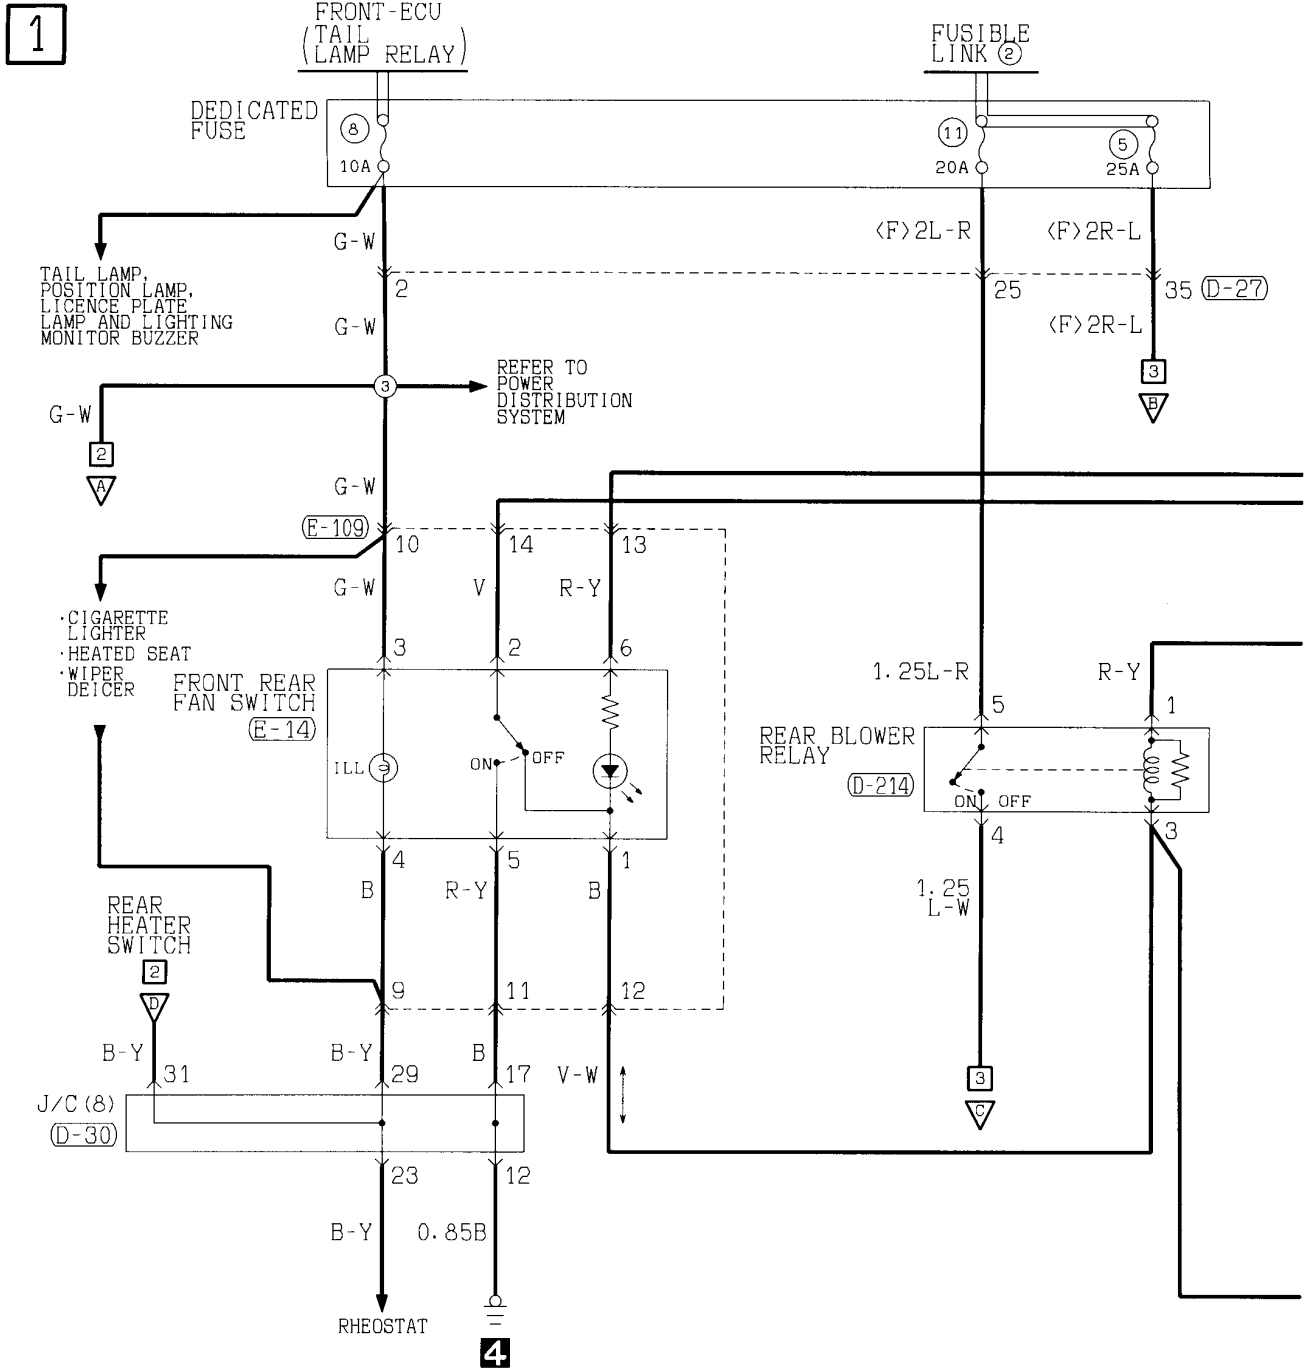 1
FRONT-ECU
(TAIL
LAMP RELAY)
FUSIBLE
LINK ②
DEDICATED
FUSE
8
10A
11
20A
5
25A
G-W
<F>2L-R
<F>2R-L
TAIL LAMP,
POSITION LAMP,
LICENCE PLATE
LAMP AND LIGHTING
MONITOR BUZZER
2
25
35
D-27
G-W
<F>2R-L
3
REFER TO
POWER
DISTRIBUTION
SYSTEM
3
B
G-W
2
A
G-W
E-109
10
14
13
G-W
V
R-Y
·CIGARETTE
LIGHTER
·HEATED SEAT
·WIPER
DEICER
3
2
6
FRONT REAR
FAN SWITCH
E-14
1.25L-R
R-Y
5
1
REAR BLOWER
RELAY
D-214
ILL
ON
OFF
ON
OFF
4
5
1
4
3
B
R-Y
B
1.25
L-W
REAR
HEATER
SWITCH
2
D
9
11
12
B-Y
B-Y
B
V-W
31
29
17
3
C
J/C(8)
D-30
23
12
B-Y
0.85B
RHEOSTAT
4